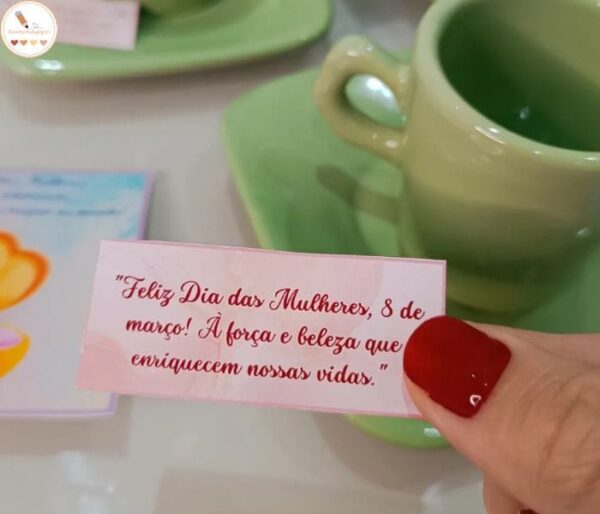 "Feliz Dia das Mulheres, 8 de
março! À força e beleza que
enriquecem nossas vidas."